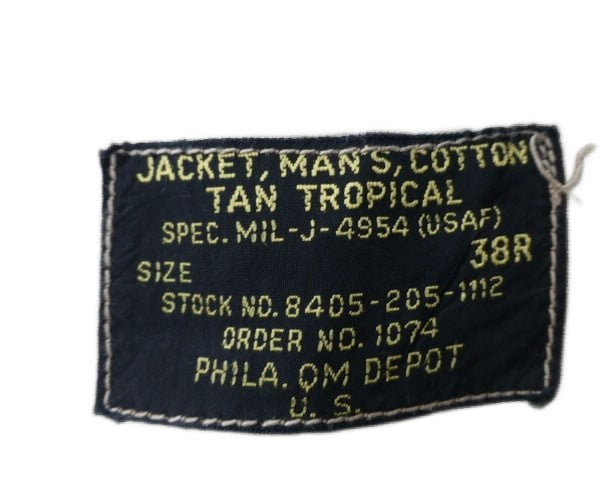 JACKET, MAN'S, COTTON
TAN TROPICAL
SPEC. MIL-J-4954 (USAF)
SIZE 38R
STOCK NO. 8405-205-1112
ORDER NO. 1074
PHILA. QM DEPOT
U. S.